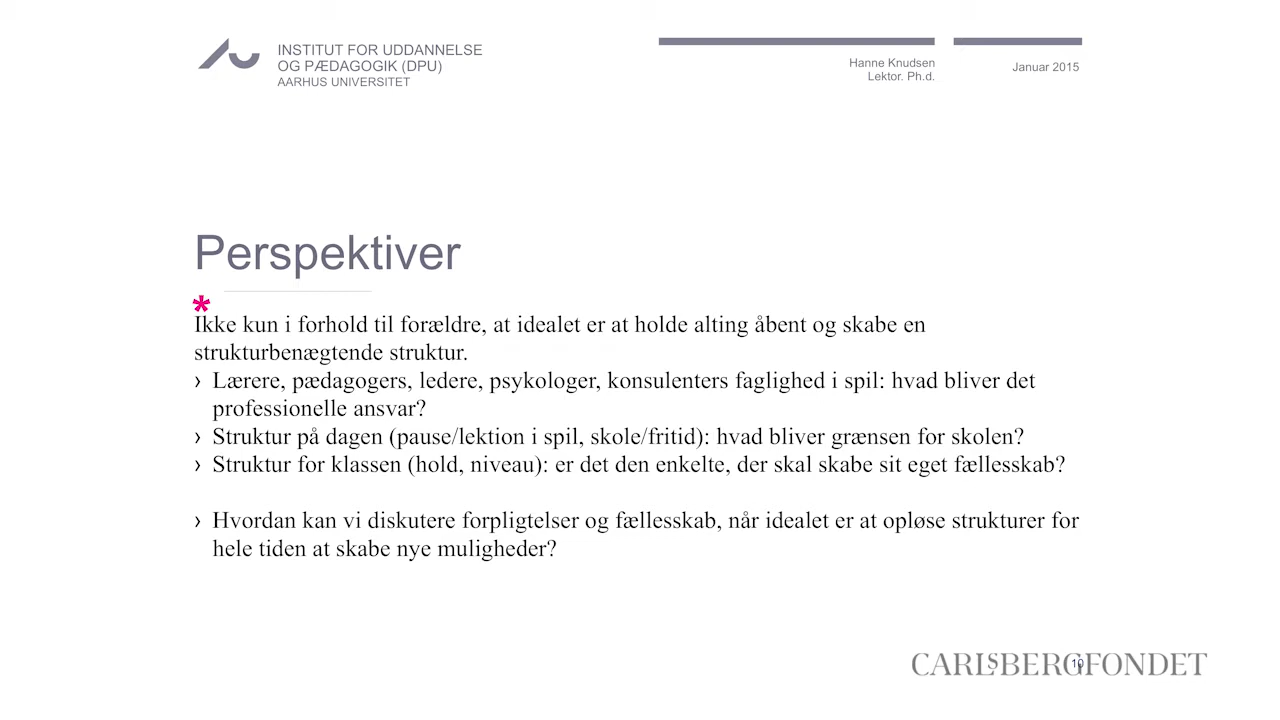 INSTITUT FOR UDDANNELSE
OG PÆDAGOGIK (DPU)
AARHUS UNIVERSITET
Hanne Knudsen
Lektor. Ph.d.
Januar 2015
Perspektiver
*
Ikke kun i forhold til forældre, at idealet er at holde alting åbent og skabe en
strukturbenægtende struktur.
› Lærere, pædagogers, ledere, psykologer, konsulenters faglighed i spil: hvad bliver det
professionelle ansvar?
› Struktur på dagen (pause/lektion i spil, skole/fritid): hvad bliver grænsen for skolen?
› Struktur for klassen (hold, niveau): er det den enkelte, der skal skabe sit eget fællesskab?
› Hvordan kan vi diskutere forpligtelser og fællesskab, når idealet er at opløse strukturer for
hele tiden at skabe nye muligheder?
CARLSBERGFONDET
10